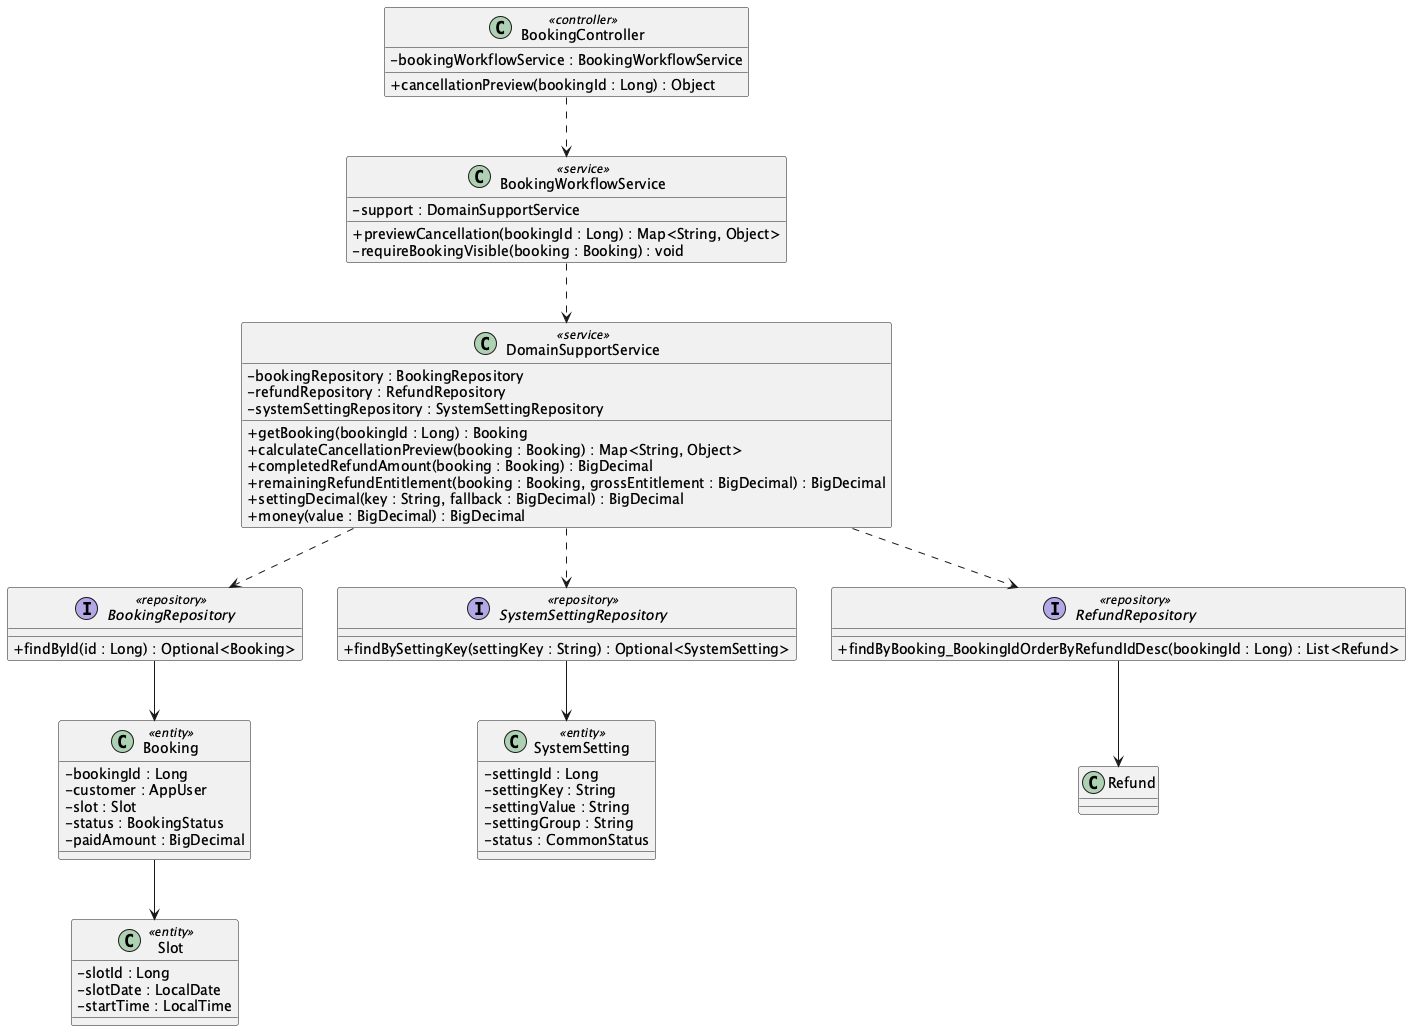 «controller»
C BookingController
-bookingWorkflowService : BookingWorkflowService
+cancellationPreview(bookingId : Long) : Object
«service»
C BookingWorkflowService
-support : DomainSupportService
+previewCancellation(bookingId : Long) : Map<String, Object>
-requireBookingVisible(booking : Booking) : void
«service»
C DomainSupportService
-bookingRepository : BookingRepository
-refundRepository : RefundRepository
-systemSettingRepository : SystemSettingRepository
+getBooking(bookingId : Long) : Booking
+calculateCancellationPreview(booking : Booking) : Map<String, Object>
+completedRefundAmount(booking : Booking) : BigDecimal
+remainingRefundEntitlement(booking : Booking, grossEntitlement : BigDecimal) : BigDecimal
+settingDecimal(key : String, fallback : BigDecimal) : BigDecimal
+money(value : BigDecimal) : BigDecimal
«repository»
I BookingRepository
+findById(id : Long) : Optional<Booking>
«repository»
I SystemSettingRepository
+findBySettingKey(settingKey : String) : Optional<SystemSetting>
«repository»
I RefundRepository
+findByBooking_BookingIdOrderByRefundIdDesc(bookingId : Long) : List<Refund>
«entity»
C Booking
-bookingId : Long
-customer : AppUser
-slot : Slot
-status : BookingStatus
-paidAmount : BigDecimal
«entity»
C SystemSetting
-settingId : Long
-settingKey : String
-settingValue : String
-settingGroup : String
-status : CommonStatus
C Refund
«entity»
C Slot
-slotId : Long
-slotDate : LocalDate
-startTime : LocalTime